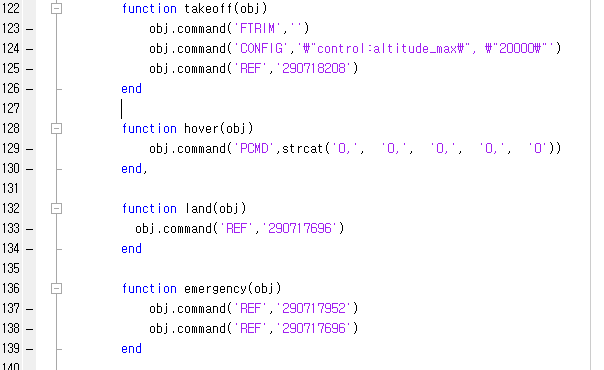 122 function takeoff(obj)
123 obj.command('FTRIM','')
124 obj.command('CONFIG','₩"control:altitude_max₩", ₩"20000₩"')
125 obj.command('REF','290718208')
126 end
127
128 function hover(obj)
129 obj.command('PCMD',strcat('0,', '0,', '0,', '0,', '0'))
130 end,
131
132 function land(obj)
133 obj.command('REF','290717696')
134 end
135
136 function emergency(obj)
137 obj.command('REF','290717952')
138 obj.command('REF','290717696')
139 end
140